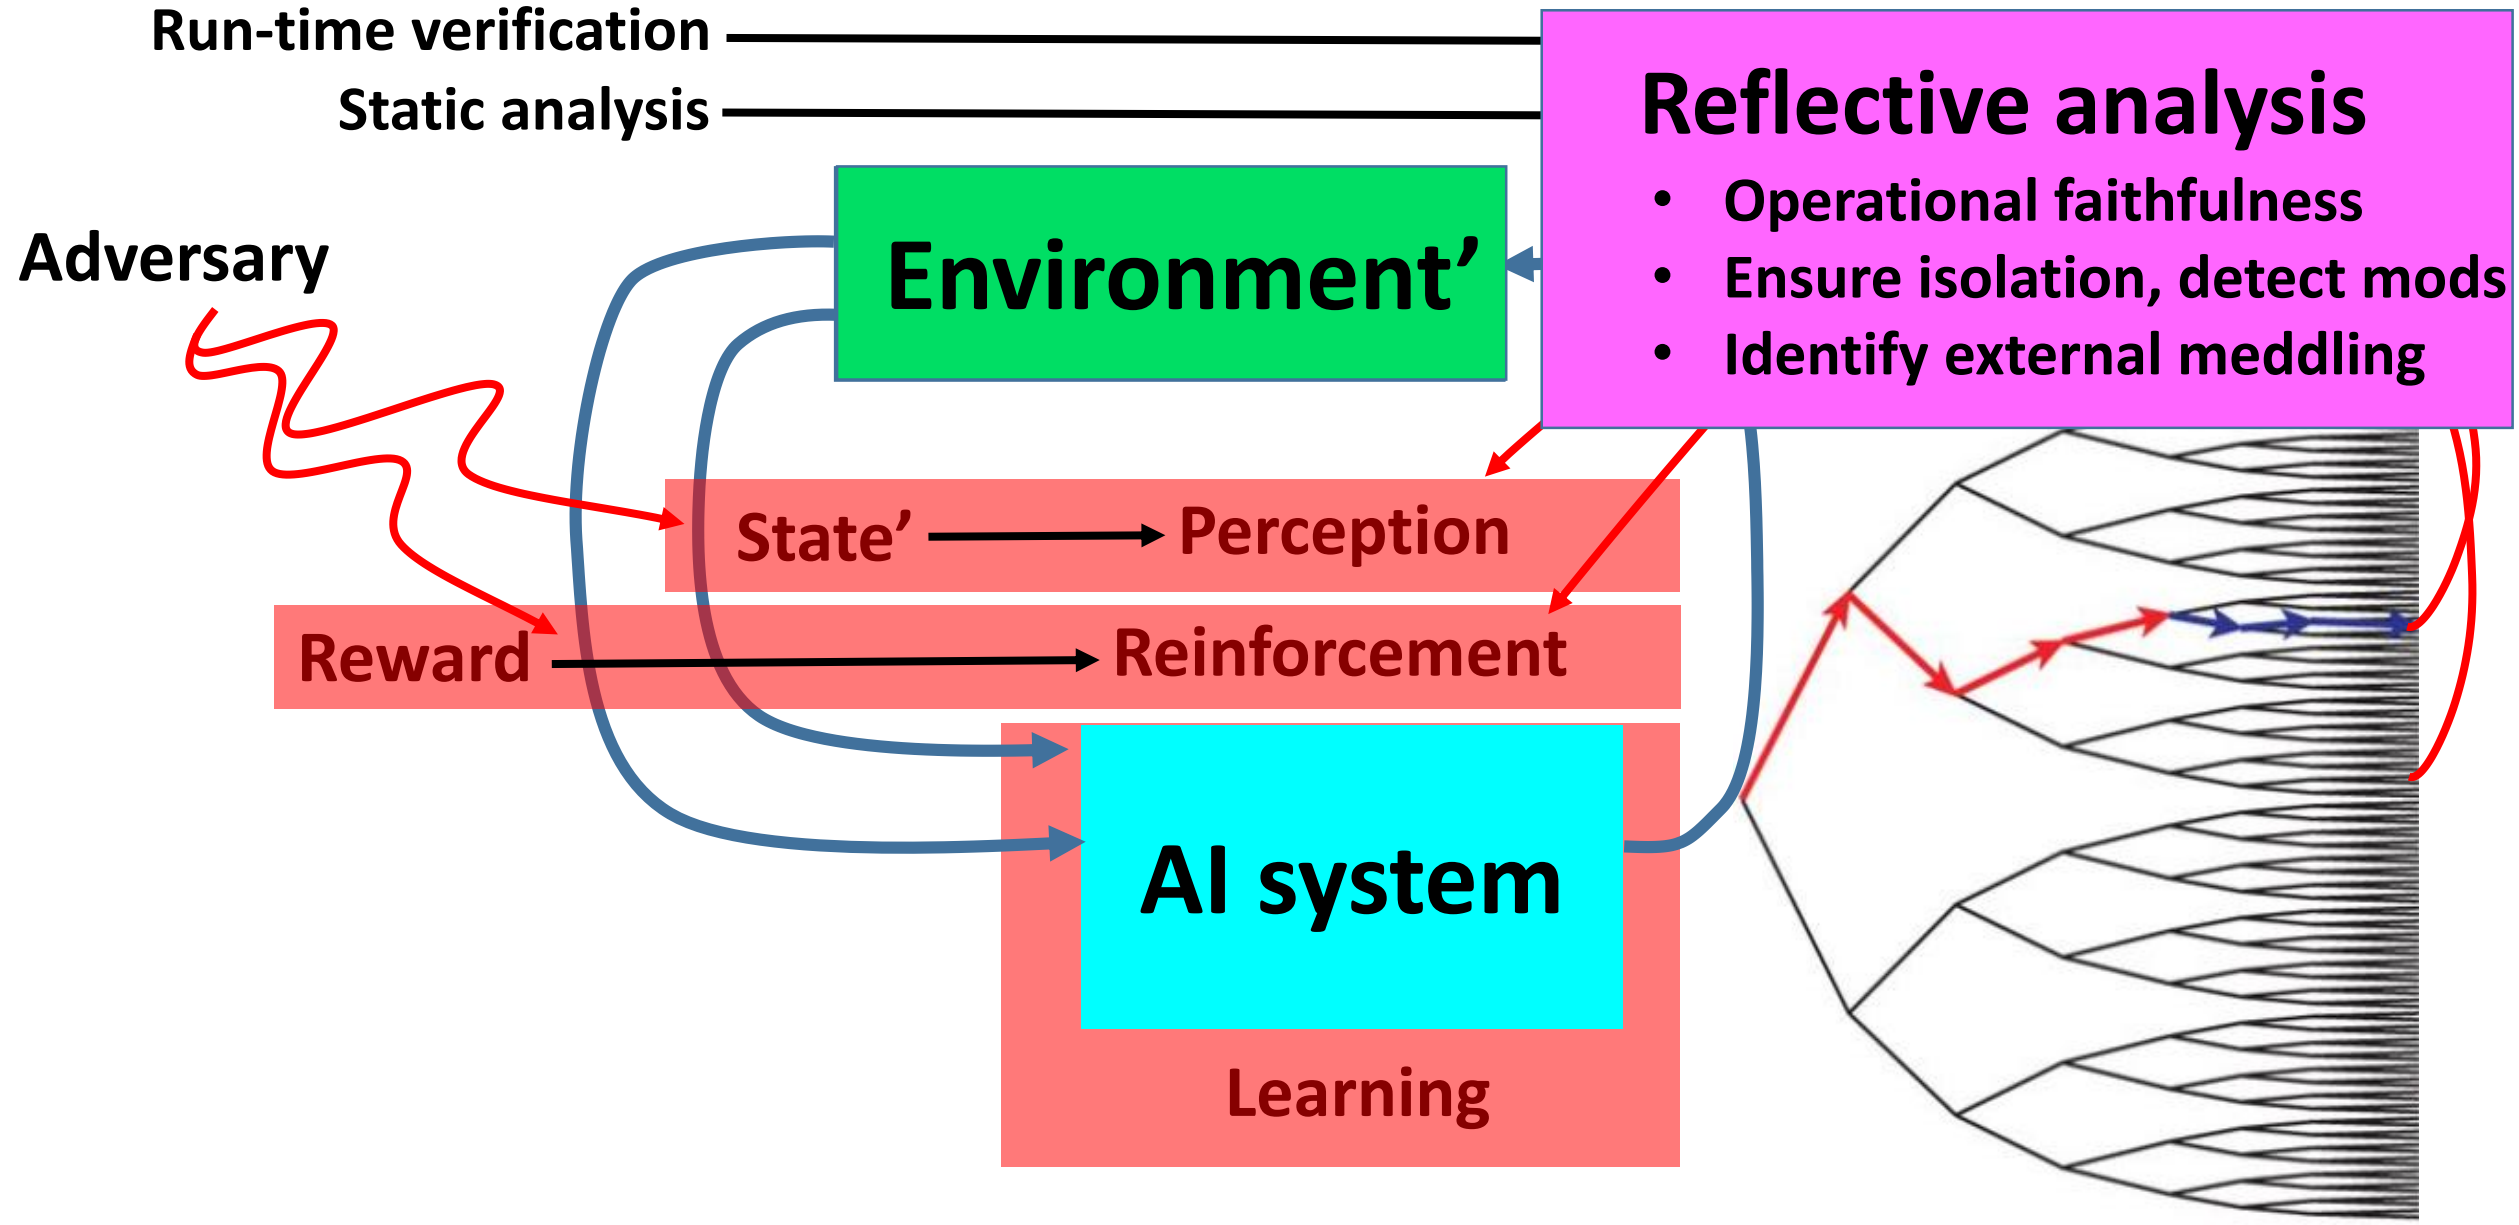 Run-time verification
Static analysis
Adversary
Environment’
Reflective analysis
• Operational faithfulness
• Ensure isolation, detect mods
• Identify external meddling
State’
Perception
Reward
Reinforcement
AI system
Learning